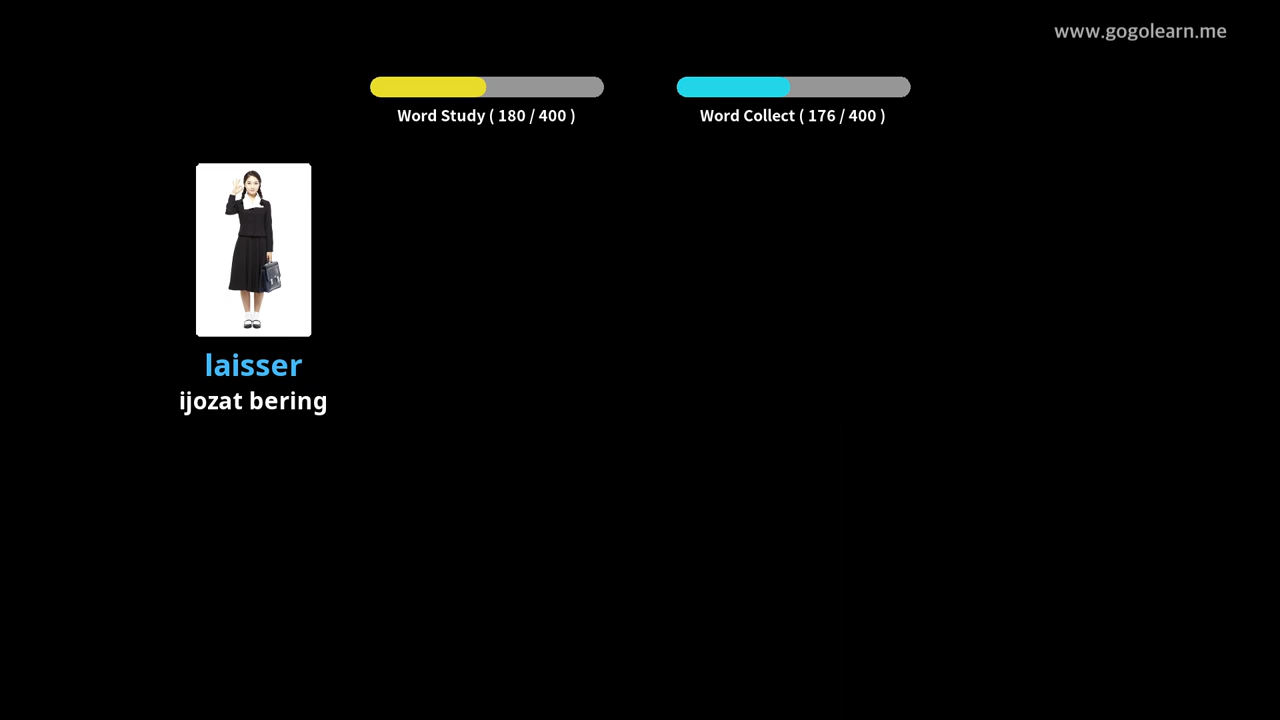 www.gogolearn.me
Word Study ( 180 / 400 )
Word Collect ( 176 / 400 )
laisser
ijozat bering